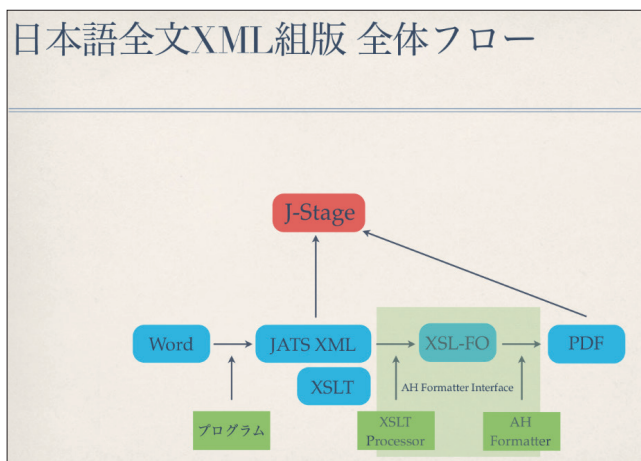 日本語全文XML組版 全体フロー
J-Stage
Word
JATS XML
XSL-FO
PDF
XSLT
AH Formatter Interface
プログラム
XSLT
Processor
AH
Formatter